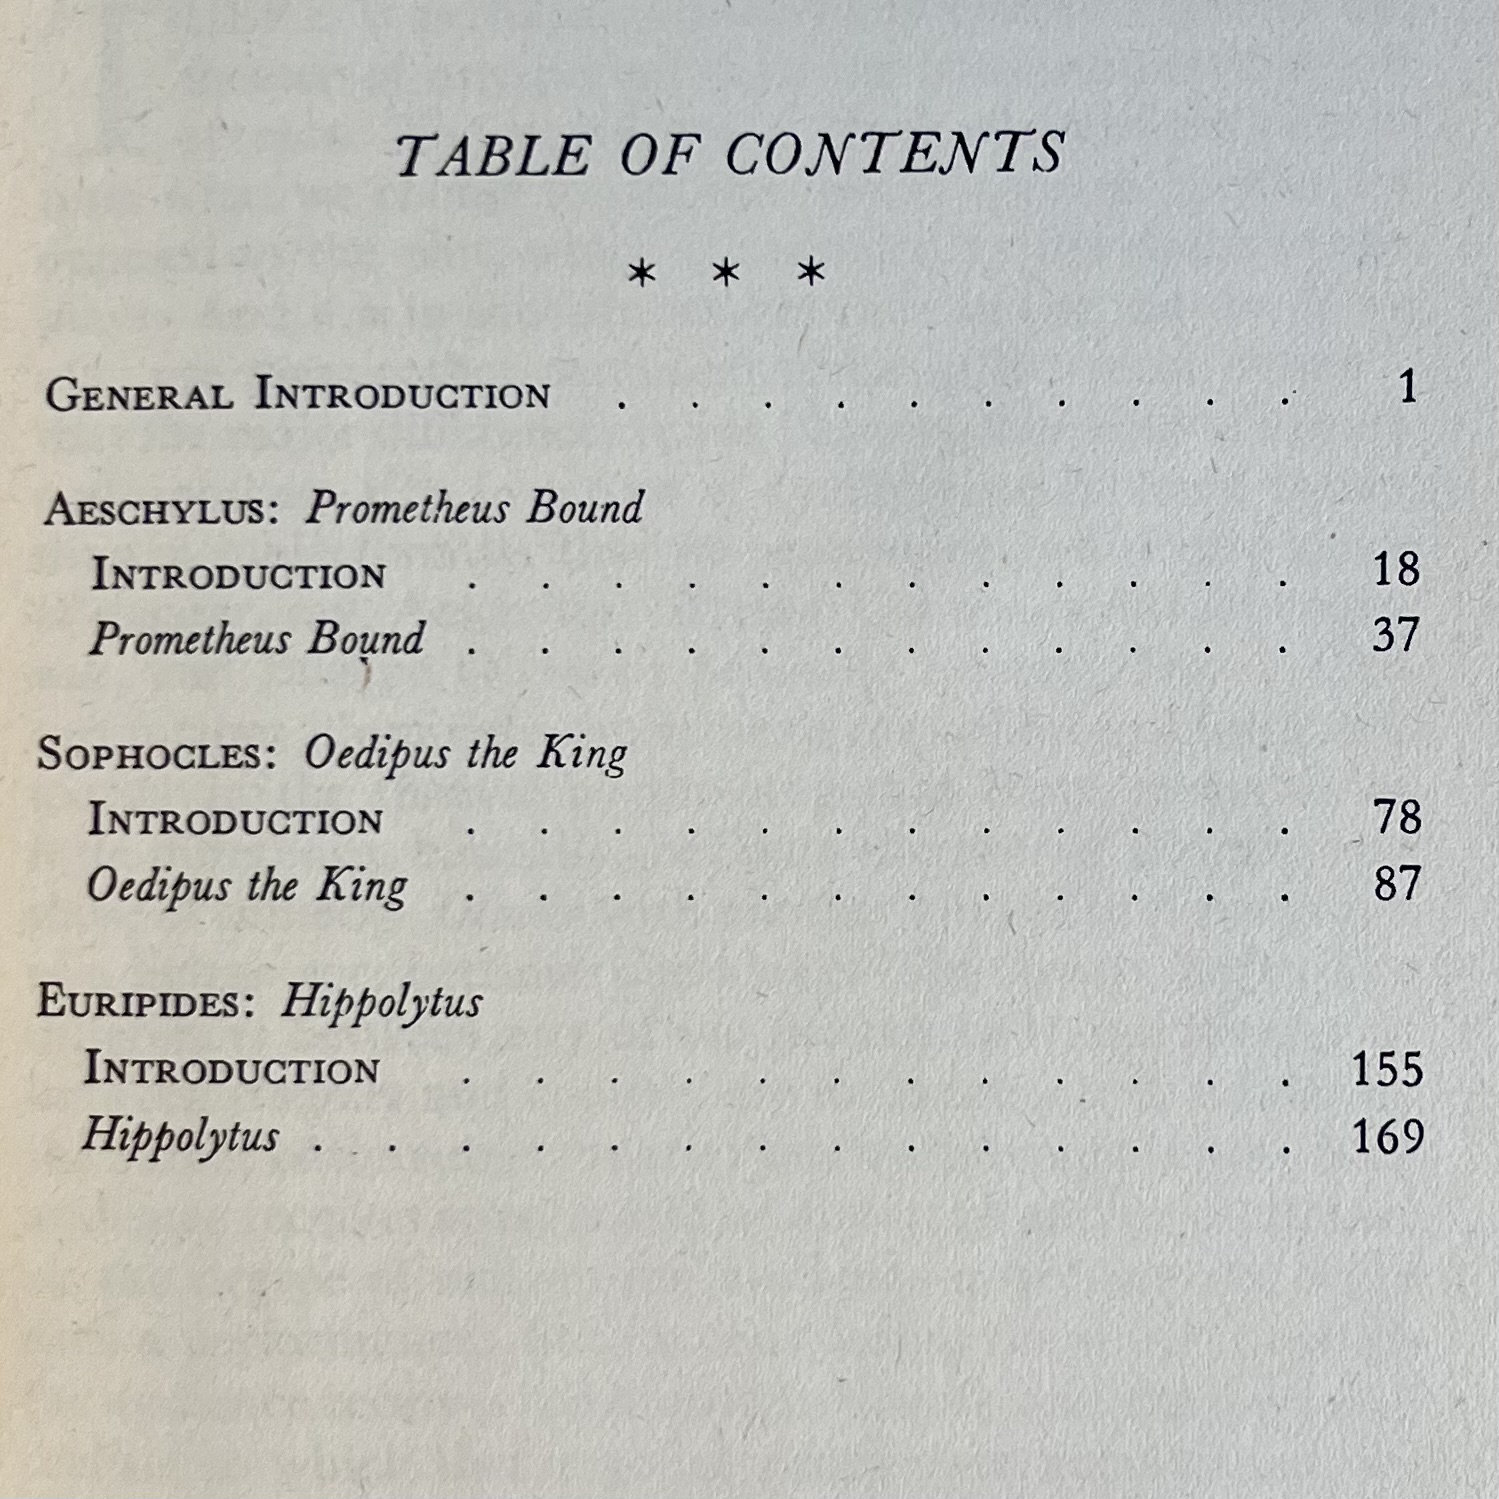 TABLE OF CONTENTS
* * *
GENERAL INTRODUCTION . . . . . . . . . . 1
AESCHYLUS: Prometheus Bound
INTRODUCTION . . . . . . . . . . . . 18
Prometheus Bound . . . . . . . . . . . . 37
SOPHOCLES: Oedipus the King
INTRODUCTION . . . . . . . . . . . . 78
Oedipus the King . . . . . . . . . . . . 87
EURIPIDES: Hippolytus
INTRODUCTION . . . . . . . . . . . . 155
Hippolytus . . . . . . . . . . . . . . 169